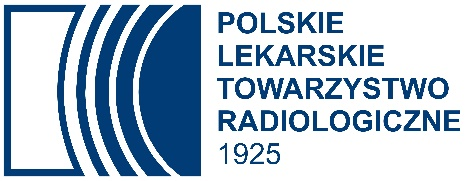 POLSKIE
LEKARSKIE
TOWARZYSTWO
RADIOLOGICZNE
1925